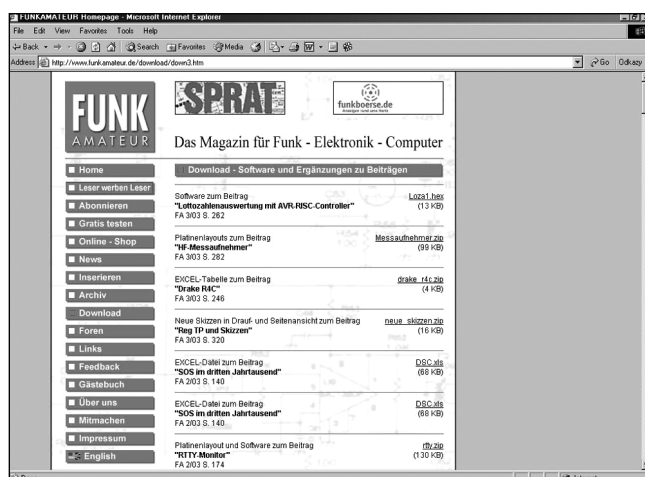 FUNKAMATEUR Homepage - Microsoft Internet Explorer
File Edit View Favorites Tools Help
Back Search Favorites Media
Address http://www.funkamateur.de/download/down3.htm Go Odkazy
FUNK
AMATEUR
SPRAT
funkboerse.de
Das Magazin für Funk - Elektronik - Computer
Home
Leser werben Leser
Abonnieren
Gratis testen
Online - Shop
News
Inserieren
Archiv
Download
Foren
Links
Feedback
Gästebuch
Über uns
Mitmachen
Impressum
English
Download - Software und Ergänzungen zu Beiträgen
Software zum Beitrag Loza1.hex
"Lottozahlenauswertung mit AVR-RISC-Controller" (13 KB)
FA 3/03 S. 262
Platinenlayouts zum Beitrag Messaufnehmer.zip
"HF-Messaufnehmer" (99 KB)
FA 3/03 S. 282
EXCEL-Tabelle zum Beitrag drake_r4c.zip
"Drake R4C" (4 KB)
FA 3/03 S. 246
Neue Skizzen in Drauf- und Seitenansicht zum Beitrag neue_skizzen.zip
"Reg TP und Skizzen" (16 KB)
FA 3/03 S. 320
EXCEL-Datei zum Beitrag DSC.xls
"SOS im dritten Jahrtausend" (68 KB)
FA 2/03 S. 140
EXCEL-Datei zum Beitrag DSC.xls
"SOS im dritten Jahrtausend" (68 KB)
FA 2/03 S. 140
Platinenlayout und Software zum Beitrag rtty.zip
"RTTY-Monitor" (130 KB)
FA 2/03 S. 174